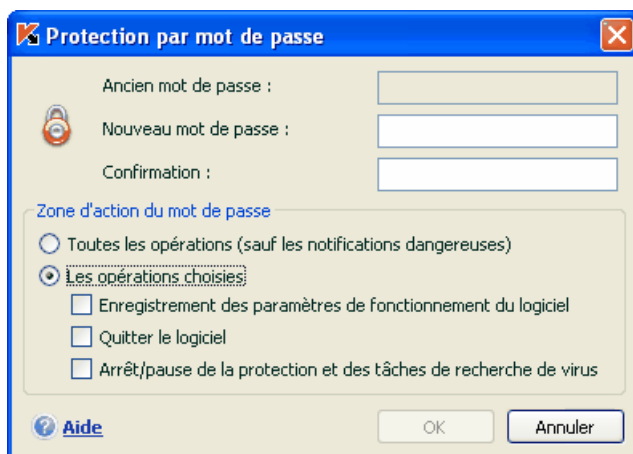 Protection par mot de passe
Ancien mot de passe :
Nouveau mot de passe :
Confirmation :
Zone d'action du mot de passe
Toutes les opérations (sauf les notifications dangereuses)
Les opérations choisies
Enregistrement des paramètres de fonctionnement du logiciel
Quitter le logiciel
Arrêt/pause de la protection et des tâches de recherche de virus
Aide OK Annuler